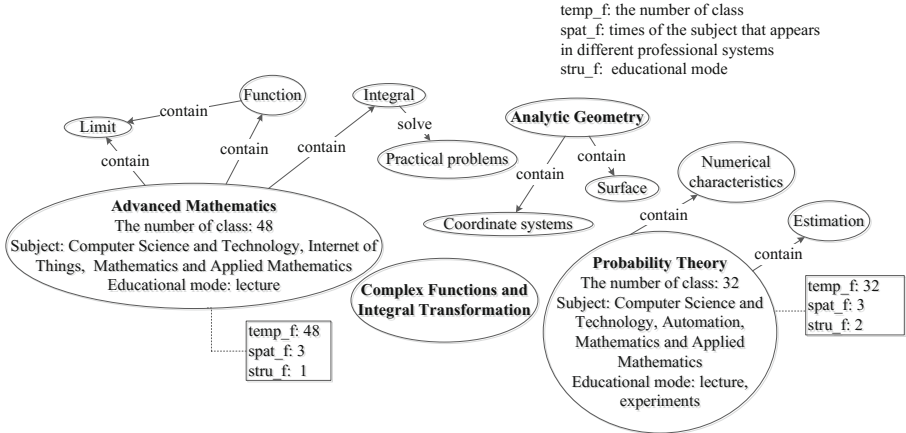 temp_f: the number of class
spat_f: times of the subject that appears
in different professional systems
stru_f: educational mode
Function
Integral
contain
Limit
solve
Analytic Geometry
contain
contain
contain
Practical problems
contain
contain
Surface
Numerical
characteristics
Coordinate systems
contain
Estimation
contain
Advanced Mathematics
The number of class: 48
Subject: Computer Science and Technology, Internet of
Things, Mathematics and Applied Mathematics
Educational mode: lecture
Complex Functions and
Integral Transformation
Probability Theory
The number of class: 32
Subject: Computer Science and
Technology, Automation,
Mathematics and Applied
Mathematics
Educational mode: lecture,
experiments
temp_f: 32
spat_f: 3
stru_f: 2
temp_f: 48
spat_f: 3
stru_f: 1